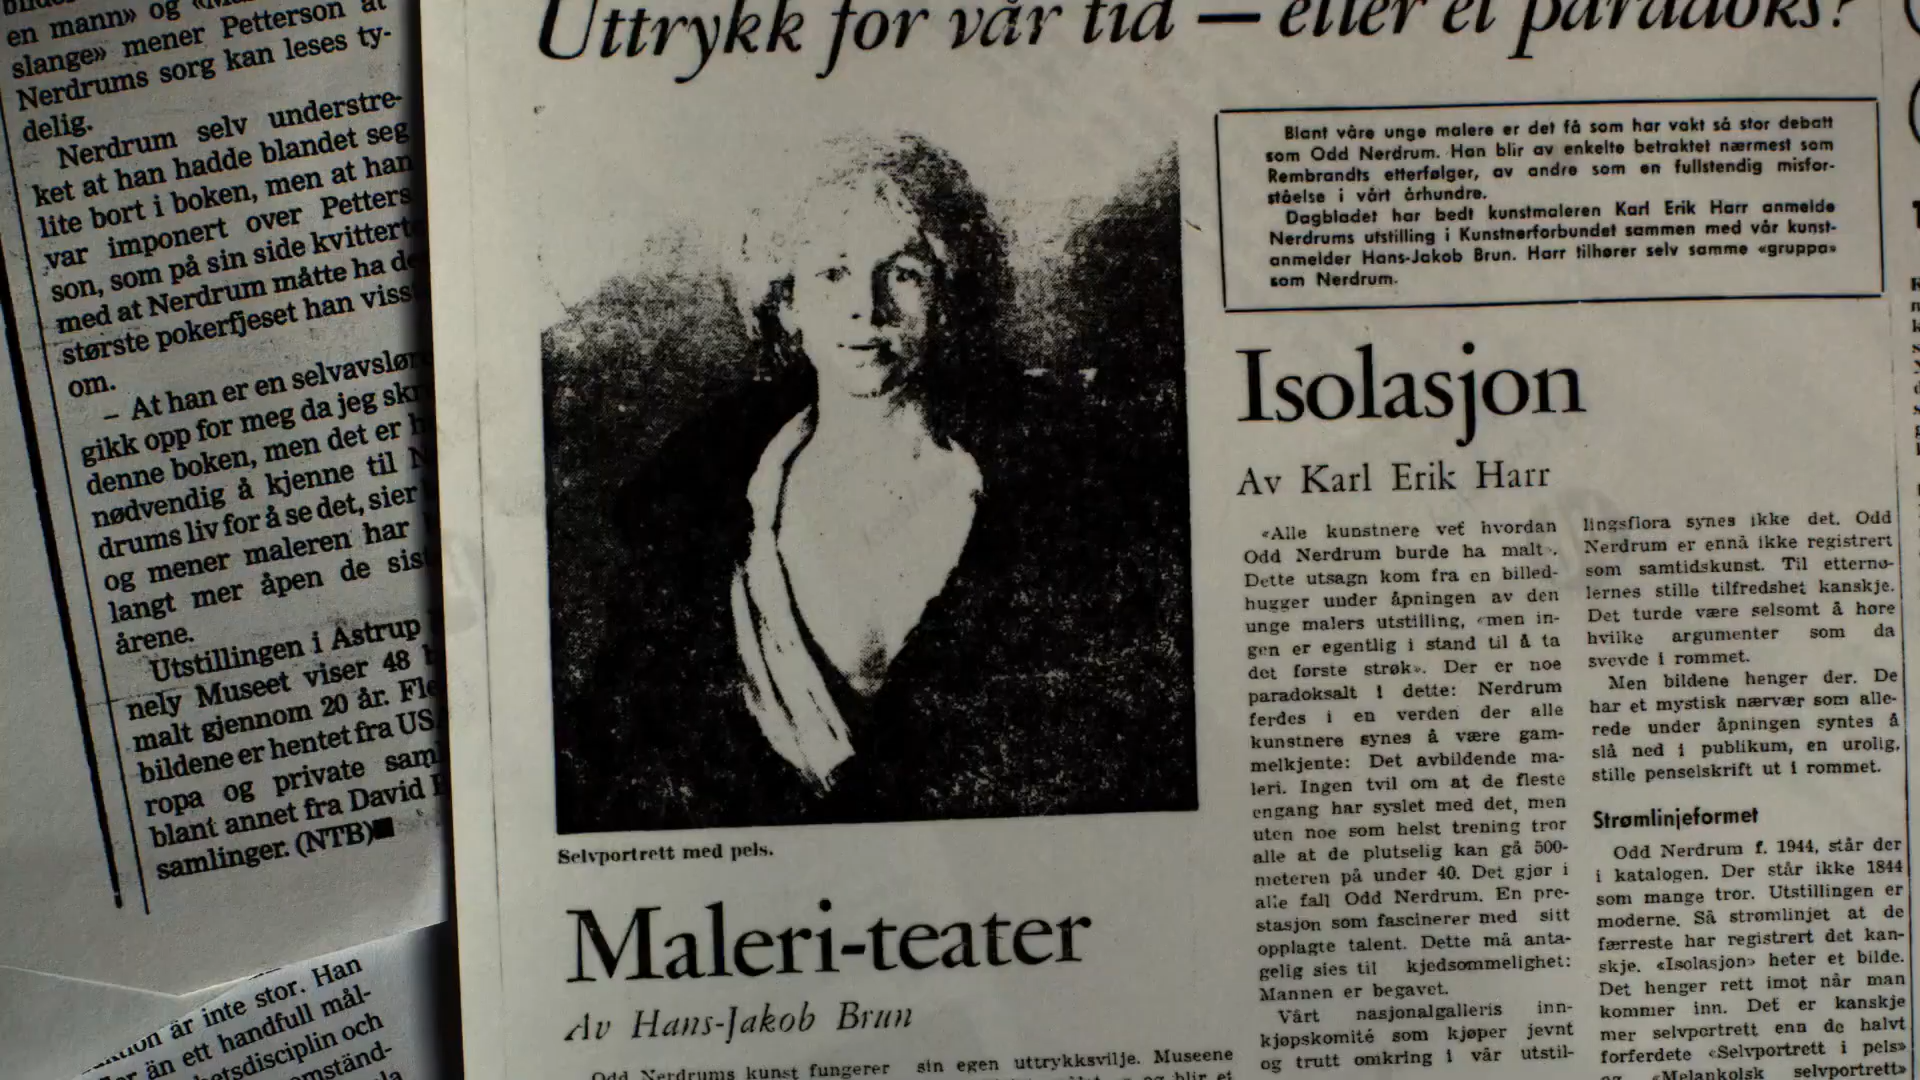 en mann» og
slange» mener Petterson at
Nerdrums sorg kan leses ty-
delig.
Nerdrum selv understre-
ket at han hadde blandet seg
lite bort i boken, men at han
var imponert over Petters
son, som på sin side kvittert
med at Nerdrum måtte ha
største pokerfjeset han viss
om.
– At han er en selvavslør
gikk opp for meg da jeg skr
denne boken, men det er
nødvendig å kjenne til N
drums liv for å se det, sier
og mener maleren har
langt mer åpen de sis
årene.
Utstillingen i Astrup
nely Museet viser 48
malt gjennom 20 år. Fle
bildene er hentet fra US
ropa og private saml
blant annet fra David
samlinger. (NTB)■
är inte stor. Han
än ett handfull mål-
etsdisciplin och
mständ-
Uttrykk for vår tid — eller et paradoks?
Blant våre unge malere er det få som har vakt så stor debatt
som Odd Nerdrum. Han blir av enkelte betraktet nærmest som
Rembrandts etterfølger, av andre som en fullstendig misfor-
ståelse i vårt århundre.
Dagbladet har bedt kunstmaleren Karl Erik Harr anmelde
Nerdrums utstilling i Kunstnerforbundet sammen med vår kunst-
anmelder Hans-Jakob Brun. Harr tilhører selv samme «gruppa»
som Nerdrum.
Selvportrett med pels.
Maleri-teater
Av Hans-Jakob Brun
Odd Nerdrums kunst fungerer
sin egen uttrykksvilje. Museene
og blir et
Isolasjon
Av Karl Erik Harr
«Alle kunstnere vet hvordan
Odd Nerdrum burde ha malt».
Dette utsagn kom fra en billed-
hugger under åpningen av den
unge malers utstilling, «men in-
gen er egentlig i stand til å ta
det første strøk». Der er noe
paradoksalt i dette: Nerdrum
ferdes i en verden der alle
kunstnere synes å være gam-
melkjente: Det avbildende ma-
leri. Ingen tvil om at de fleste
engang har syslet med det, men
uten noe som helst trening tror
alle at de plutselig kan gå 500-
meteren på under 40. Det gjør i
alle fall Odd Nerdrum. En pre-
stasjon som fascinerer med sitt
opplagte talent. Dette må anta-
gelig sies til kjedsommelighet:
Mannen er begavet.
Vårt nasjonalgalleris inn-
kjøpskomité som kjøper jevnt
og trutt omkring i vår utstil-
lingsflora synes ikke det. Odd
Nerdrum er ennå ikke registrert
som samtidskunst. Til etternø-
lernes stille tilfredshet kanskje.
Det turde være selsomt å høre
hvilke argumenter som da
svevde i rommet.
Men bildene henger der. De
har et mystisk nærvær som alle-
rede under åpningen syntes å
slå ned i publikum, en urolig,
stille penselskrift ut i rommet.
Strømlinjeformet
Odd Nerdrum f. 1944, står der
i katalogen. Der står ikke 1844
som mange tror. Utstillingen er
moderne. Så strømlinjet at de
færreste har registrert det kan-
skje. «Isolasjon» heter et bilde.
Det henger rett imot når man
kommer inn. Det er kanskje
mer selvportrett enn de halvt
forferdete «Selvportrett i pels»
og «Melankolsk selvportrett»